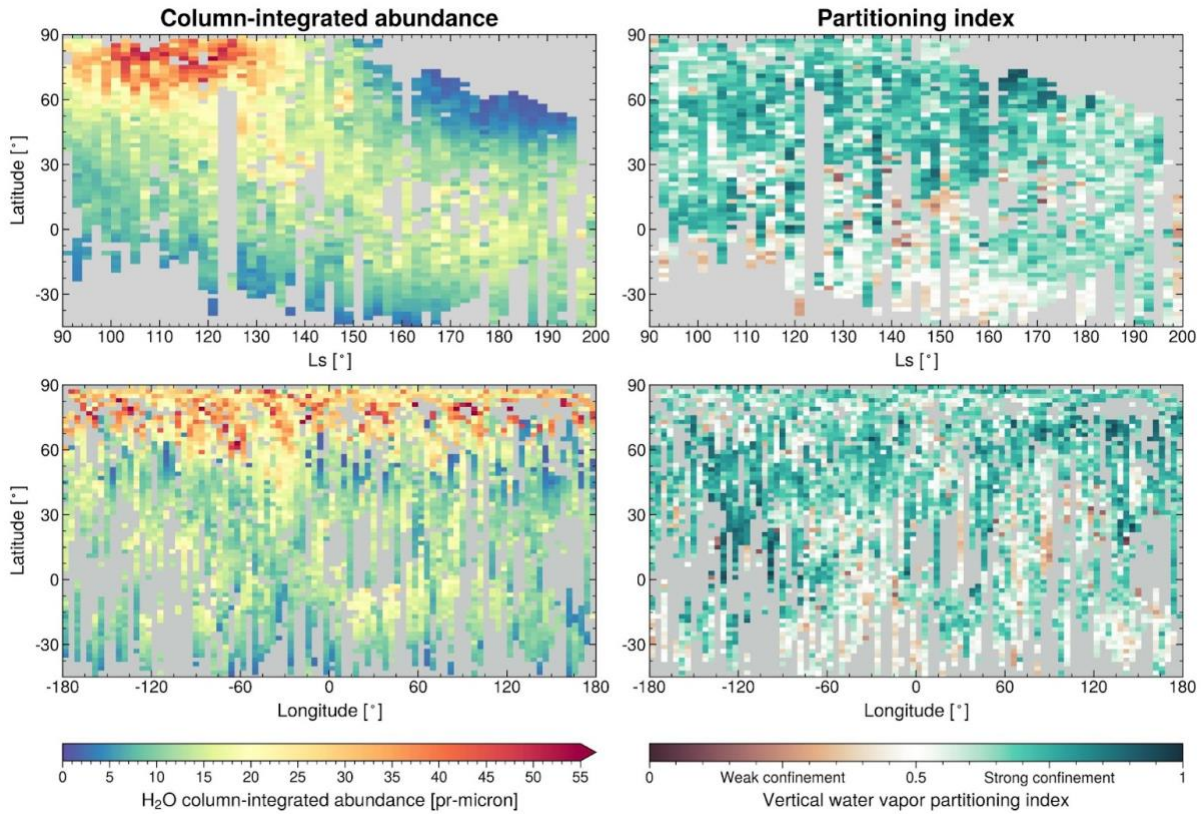 Column-integrated abundance
Partitioning index
90
60
30
0
-30
Latitude [°]
90 100 110 120 130 140 150 160 170 180 190 200
Ls [°]
90
60
30
0
-30
90 100 110 120 130 140 150 160 170 180 190 200
Ls [°]
90
60
30
0
-30
Latitude [°]
-180 -120 -60 0 60 120 180
Longitude [°]
90
60
30
0
-30
-180 -120 -60 0 60 120 180
Longitude [°]
0 5 10 15 20 25 30 35 40 45 50 55
H₂O column-integrated abundance [pr-micron]
0 Weak confinement 0.5 Strong confinement 1
Vertical water vapor partitioning index